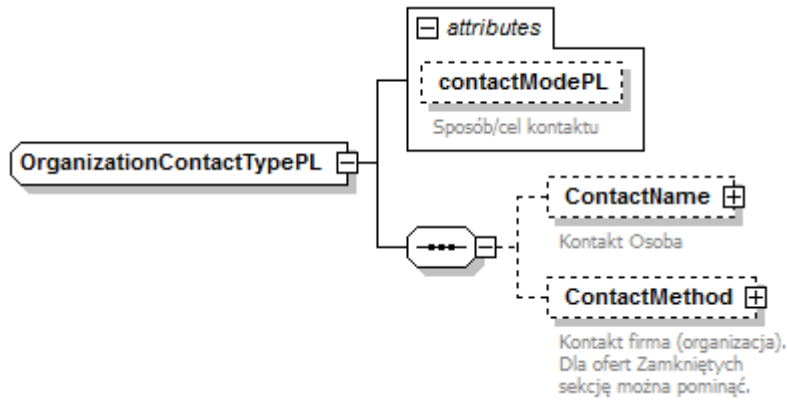 attributes
contactModePL
Sposób/cel kontaktu
OrganizationContactTypePL
ContactName
Kontakt Osoba
ContactMethod
Kontakt firma (organizacja).
Dla ofert Zamkniętych
sekcję można pominąć.